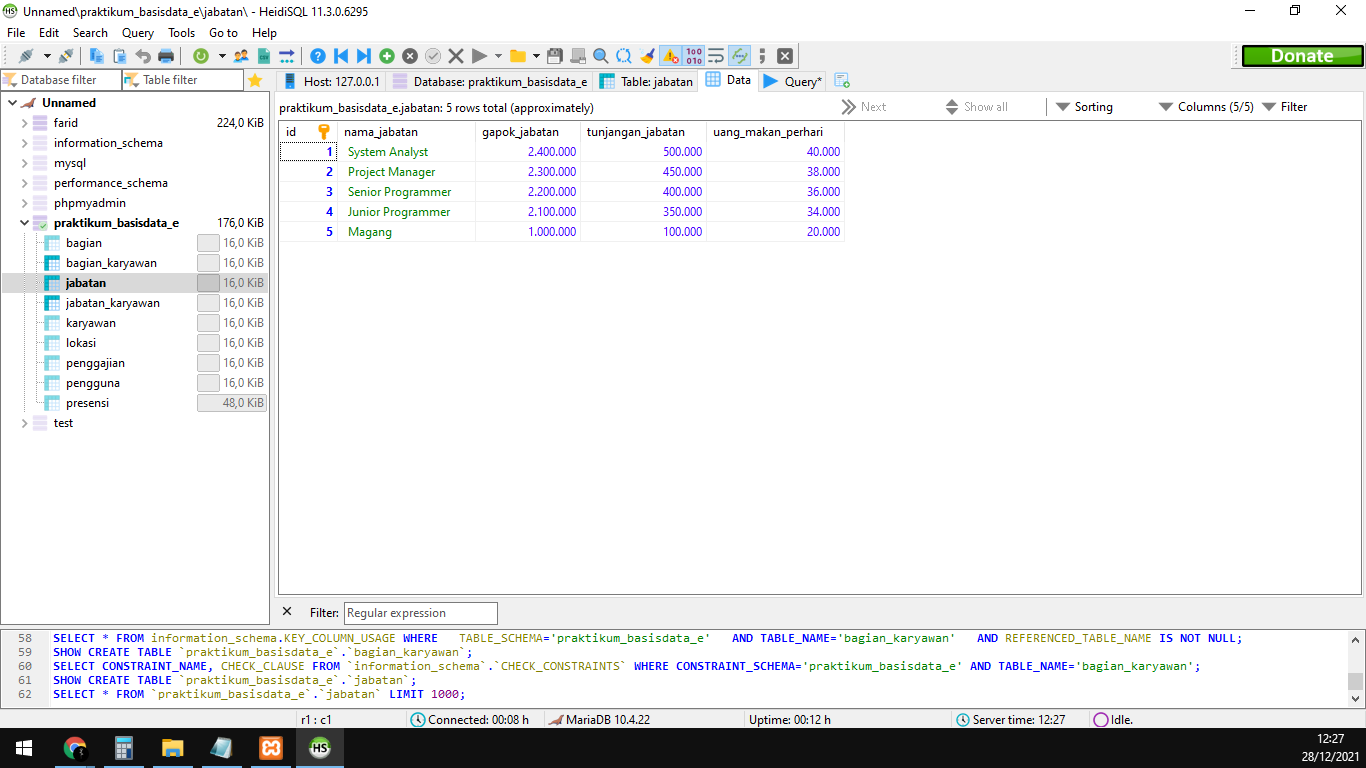 Unnamed\praktikum_basisdata_e\jabatan\ - HeidiSQL 11.3.0.6295
File Edit Search Query Tools Go to Help
Donate
Database filter Table filter
Host: 127.0.0.1 Database: praktikum_basisdata_e Table: jabatan Data Query*
praktikum_basisdata_e.jabatan: 5 rows total (approximately) Next Show all Sorting Columns (5/5) Filter
Unnamed
farid 224,0 KiB
information_schema
mysql
performance_schema
phpmyadmin
praktikum_basisdata_e 176,0 KiB
bagian 16,0 KiB
bagian_karyawan 16,0 KiB
jabatan 16,0 KiB
jabatan_karyawan 16,0 KiB
karyawan 16,0 KiB
lokasi 16,0 KiB
penggajian 16,0 KiB
pengguna 16,0 KiB
presensi 48,0 KiB
test
id nama_jabatan gapok_jabatan tunjangan_jabatan uang_makan_perhari
1 System Analyst 2.400.000 500.000 40.000
2 Project Manager 2.300.000 450.000 38.000
3 Senior Programmer 2.200.000 400.000 36.000
4 Junior Programmer 2.100.000 350.000 34.000
5 Magang 1.000.000 100.000 20.000
Filter: Regular expression
58 SELECT * FROM information_schema.KEY_COLUMN_USAGE WHERE TABLE_SCHEMA='praktikum_basisdata_e' AND TABLE_NAME='bagian_karyawan' AND REFERENCED_TABLE_NAME IS NOT NULL;
59 SHOW CREATE TABLE `praktikum_basisdata_e`.`bagian_karyawan`;
60 SELECT CONSTRAINT_NAME, CHECK_CLAUSE FROM `information_schema`.`CHECK_CONSTRAINTS` WHERE CONSTRAINT_SCHEMA='praktikum_basisdata_e' AND TABLE_NAME='bagian_karyawan';
61 SHOW CREATE TABLE `praktikum_basisdata_e`.`jabatan`;
62 SELECT * FROM `praktikum_basisdata_e`.`jabatan` LIMIT 1000;
r1 : c1 Connected: 00:08 h MariaDB 10.4.22 Uptime: 00:12 h Server time: 12:27 Idle.
HS
12:27
28/12/2021